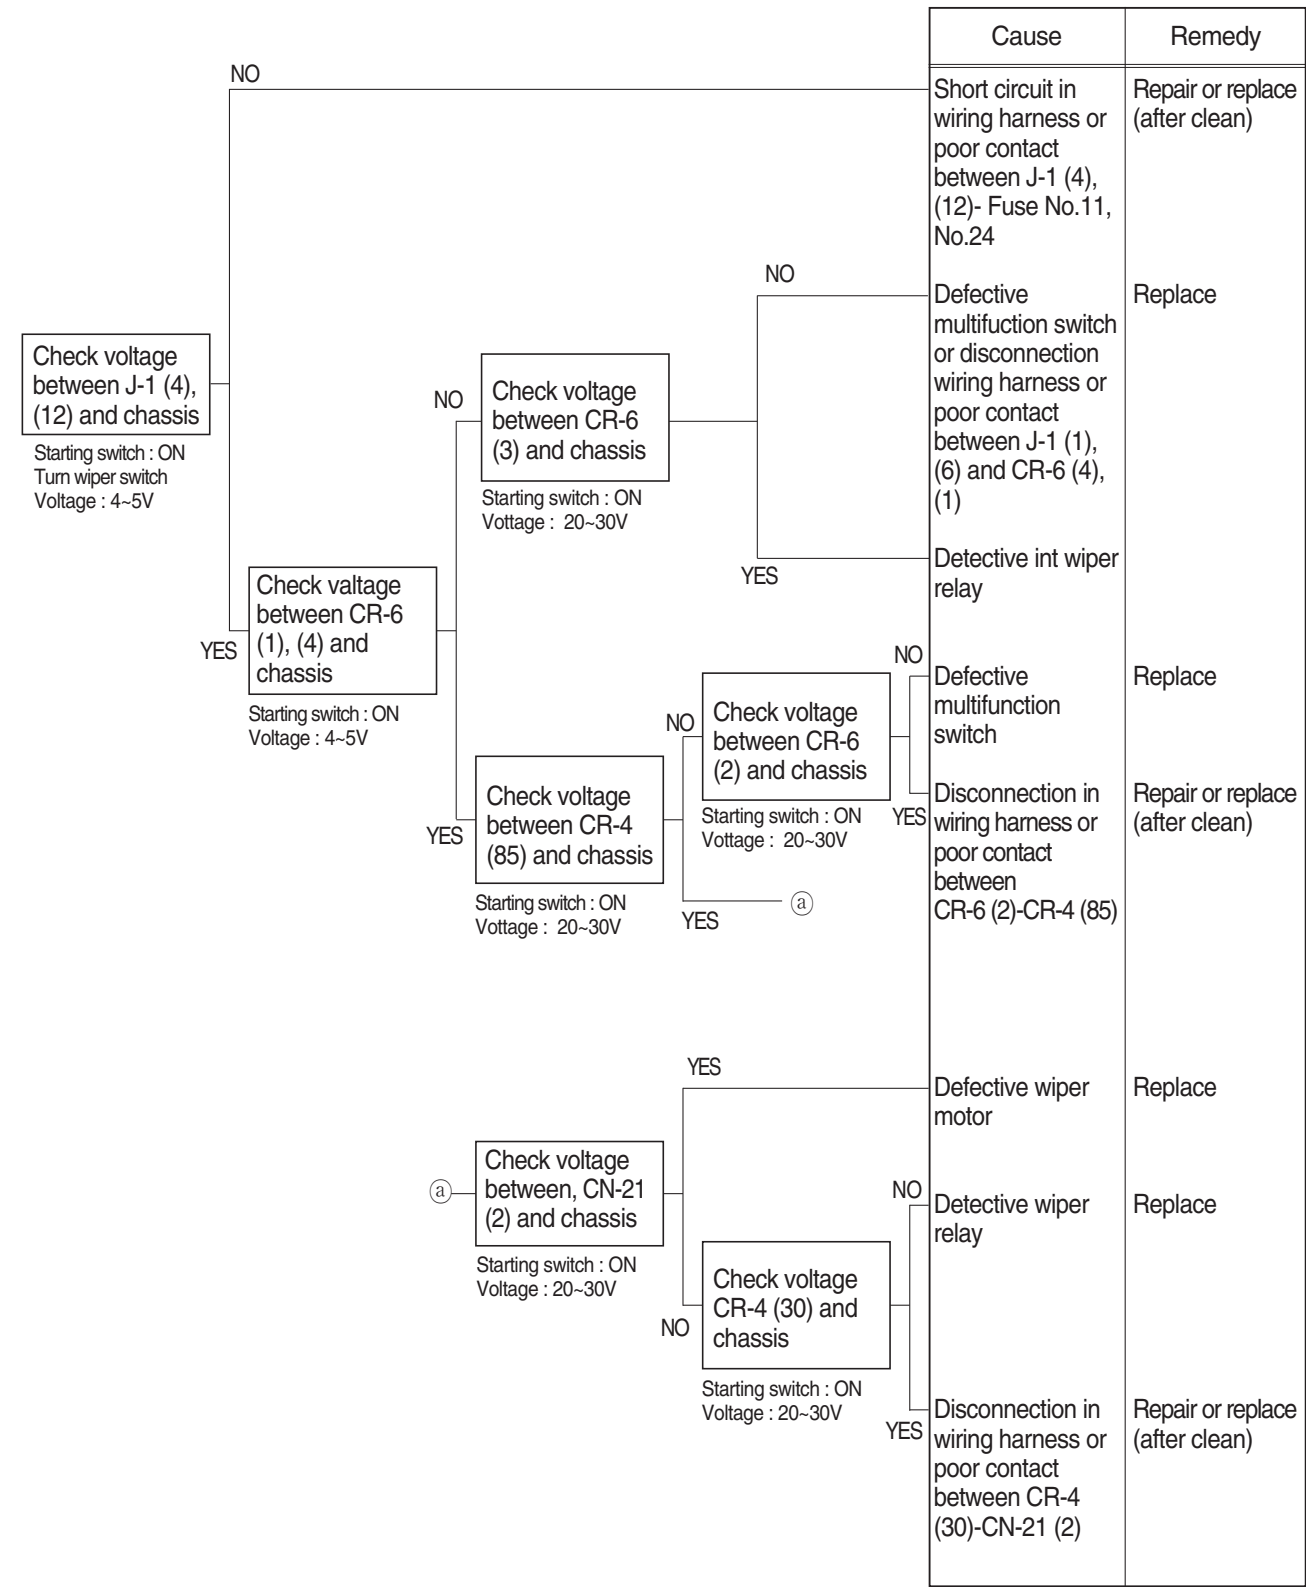 Cause
Remedy
NO
Short circuit in
wiring harness or
poor contact
between J-1 (4),
(12)- Fuse No.11,
No.24
Repair or replace
(after clean)
NO
Defective
multifuction switch
or disconnection
wiring harness or
poor contact
between J-1 (1),
(6) and CR-6 (4),
(1)
Replace
Check voltage
between J-1 (4),
(12) and chassis
Starting switch : ON
Turn wiper switch
Voltage : 4~5V
NO
Check voltage
between CR-6
(3) and chassis
Starting switch : ON
Vottage : 20~30V
YES
Detective int wiper
relay
YES
Check valtage
between CR-6
(1), (4) and
chassis
Starting switch : ON
Voltage : 4~5V
NO
Check voltage
between CR-6
(2) and chassis
Starting switch : ON
Vottage : 20~30V
NO
Defective
multifunction
switch
Replace
YES
Disconnection in
wiring harness or
poor contact
between
CR-6 (2)-CR-4 (85)
Repair or replace
(after clean)
YES
Check voltage
between CR-4
(85) and chassis
Starting switch : ON
Vottage : 20~30V
YES
ⓐ
YES
Defective wiper
motor
Replace
ⓐ
Check voltage
between, CN-21
(2) and chassis
Starting switch : ON
Voltage : 20~30V
NO
Detective wiper
relay
Replace
NO
Check voltage
CR-4 (30) and
chassis
Starting switch : ON
Voltage : 20~30V
YES
Disconnection in
wiring harness or
poor contact
between CR-4
(30)-CN-21 (2)
Repair or replace
(after clean)